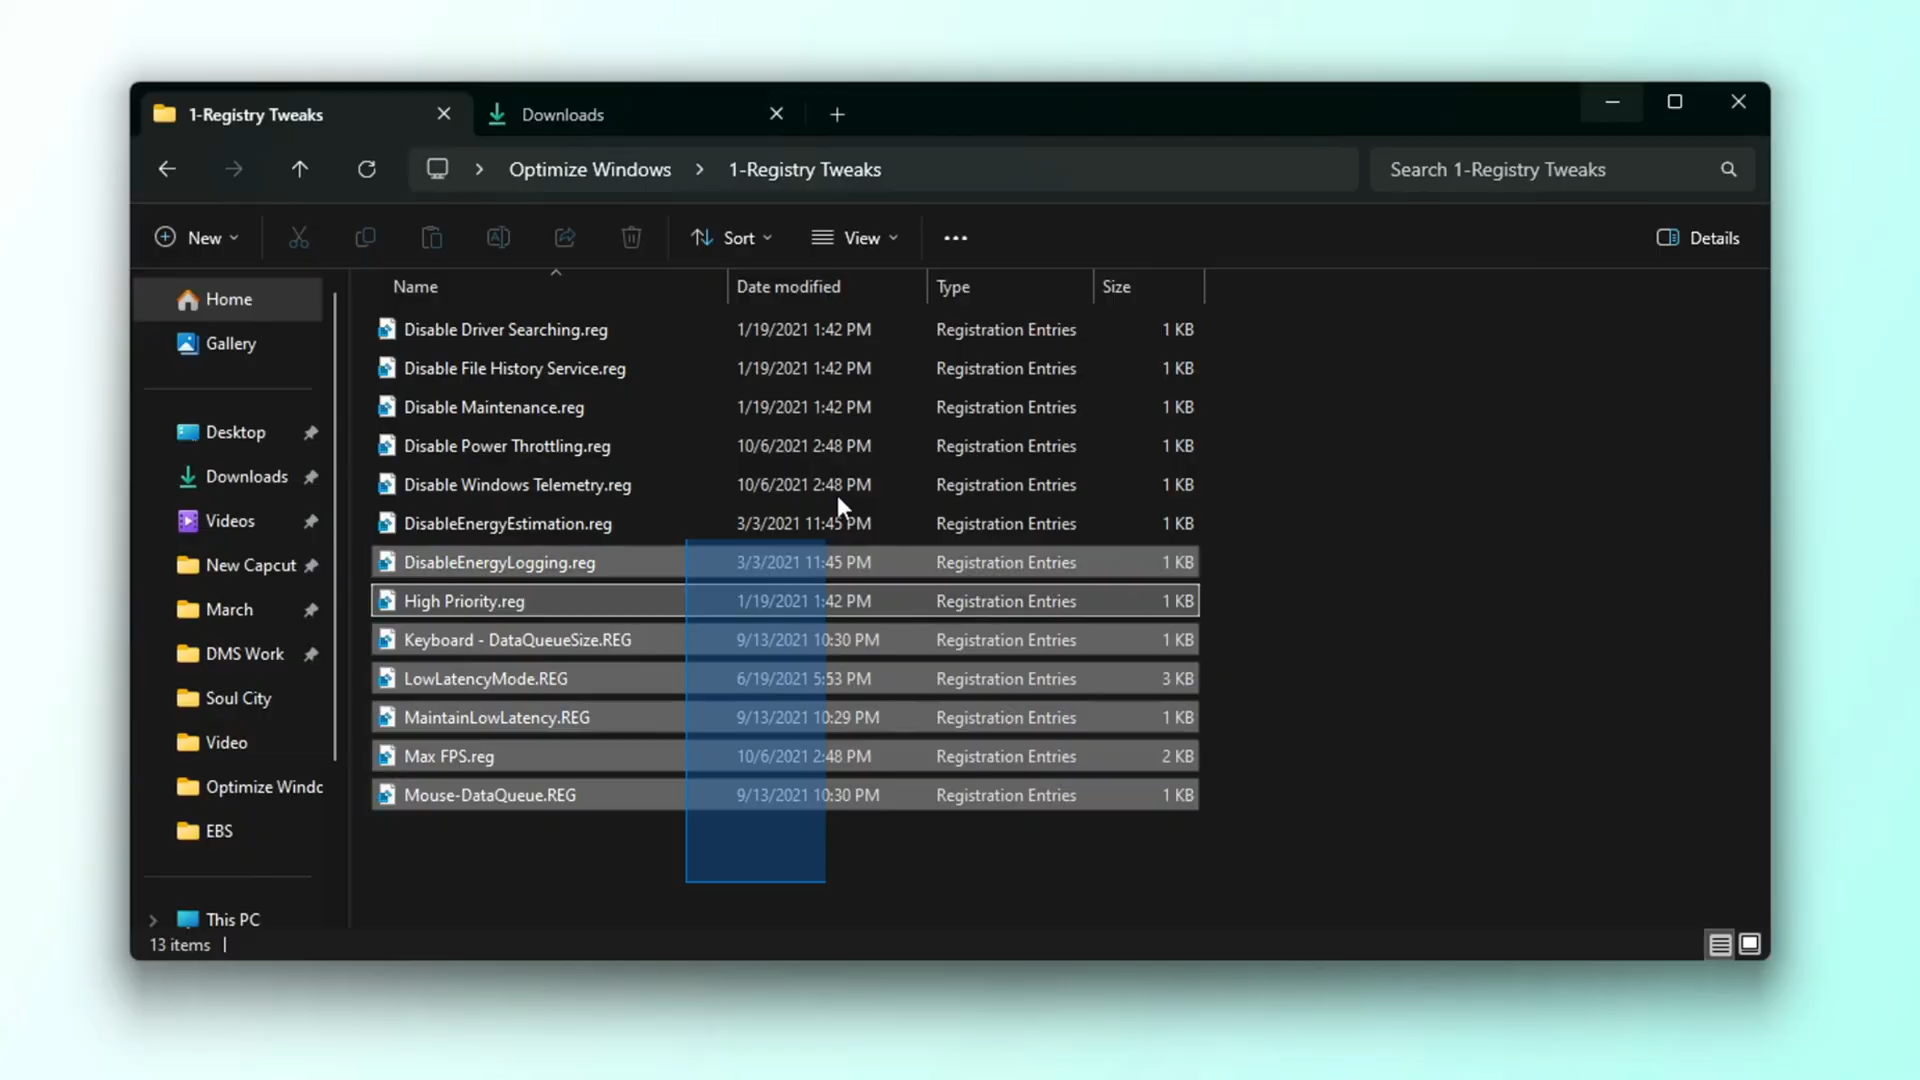 1-Registry Tweaks
Downloads
Optimize Windows > 1-Registry Tweaks
Search 1-Registry Tweaks
New
Sort
View
Details
Name Date modified Type Size
Disable Driver Searching.reg 1/19/2021 1:42 PM Registration Entries 1 KB
Disable File History Service.reg 1/19/2021 1:42 PM Registration Entries 1 KB
Disable Maintenance.reg 1/19/2021 1:42 PM Registration Entries 1 KB
Disable Power Throttling.reg 10/6/2021 2:48 PM Registration Entries 1 KB
Disable Windows Telemetry.reg 10/6/2021 2:48 PM Registration Entries 1 KB
DisableEnergyEstimation.reg 3/3/2021 11:45 PM Registration Entries 1 KB
DisableEnergyLogging.reg 3/3/2021 11:45 PM Registration Entries 1 KB
High Priority.reg 1/19/2021 1:42 PM Registration Entries 1 KB
Keyboard - DataQueueSize.REG 9/13/2021 10:30 PM Registration Entries 1 KB
LowLatencyMode.REG 6/19/2021 5:53 PM Registration Entries 3 KB
MaintainLowLatency.REG 9/13/2021 10:29 PM Registration Entries 1 KB
Max FPS.reg 10/6/2021 2:48 PM Registration Entries 2 KB
Mouse-DataQueue.REG 9/13/2021 10:30 PM Registration Entries 1 KB
Home
Gallery
Desktop
Downloads
Videos
New Capcut
March
DMS Work
Soul City
Video
Optimize Windo
EBS
This PC
13 items